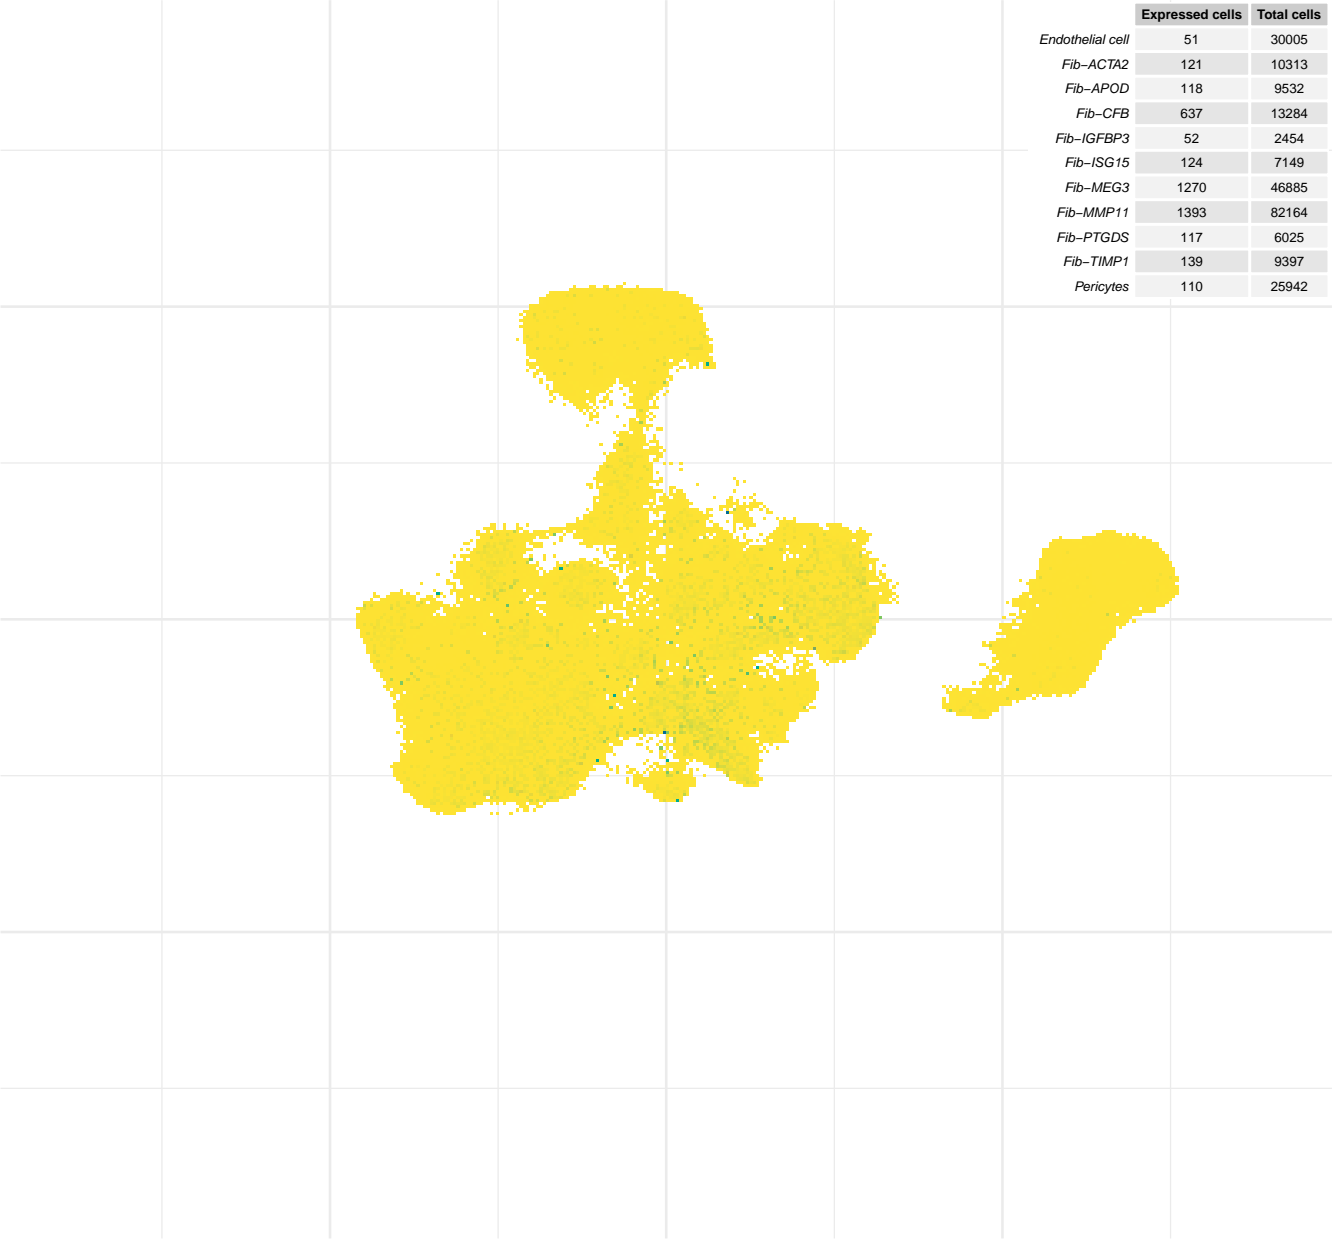 Expressed cells Total cells
Endothelial cell 51 30005
Fib−ACTA2 121 10313
Fib−APOD 118 9532
Fib−CFB 637 13284
Fib−IGFBP3 52 2454
Fib−ISG15 124 7149
Fib−MEG3 1270 46885
Fib−MMP11 1393 82164
Fib−PTGDS 117 6025
Fib−TIMP1 139 9397
Pericytes 110 25942